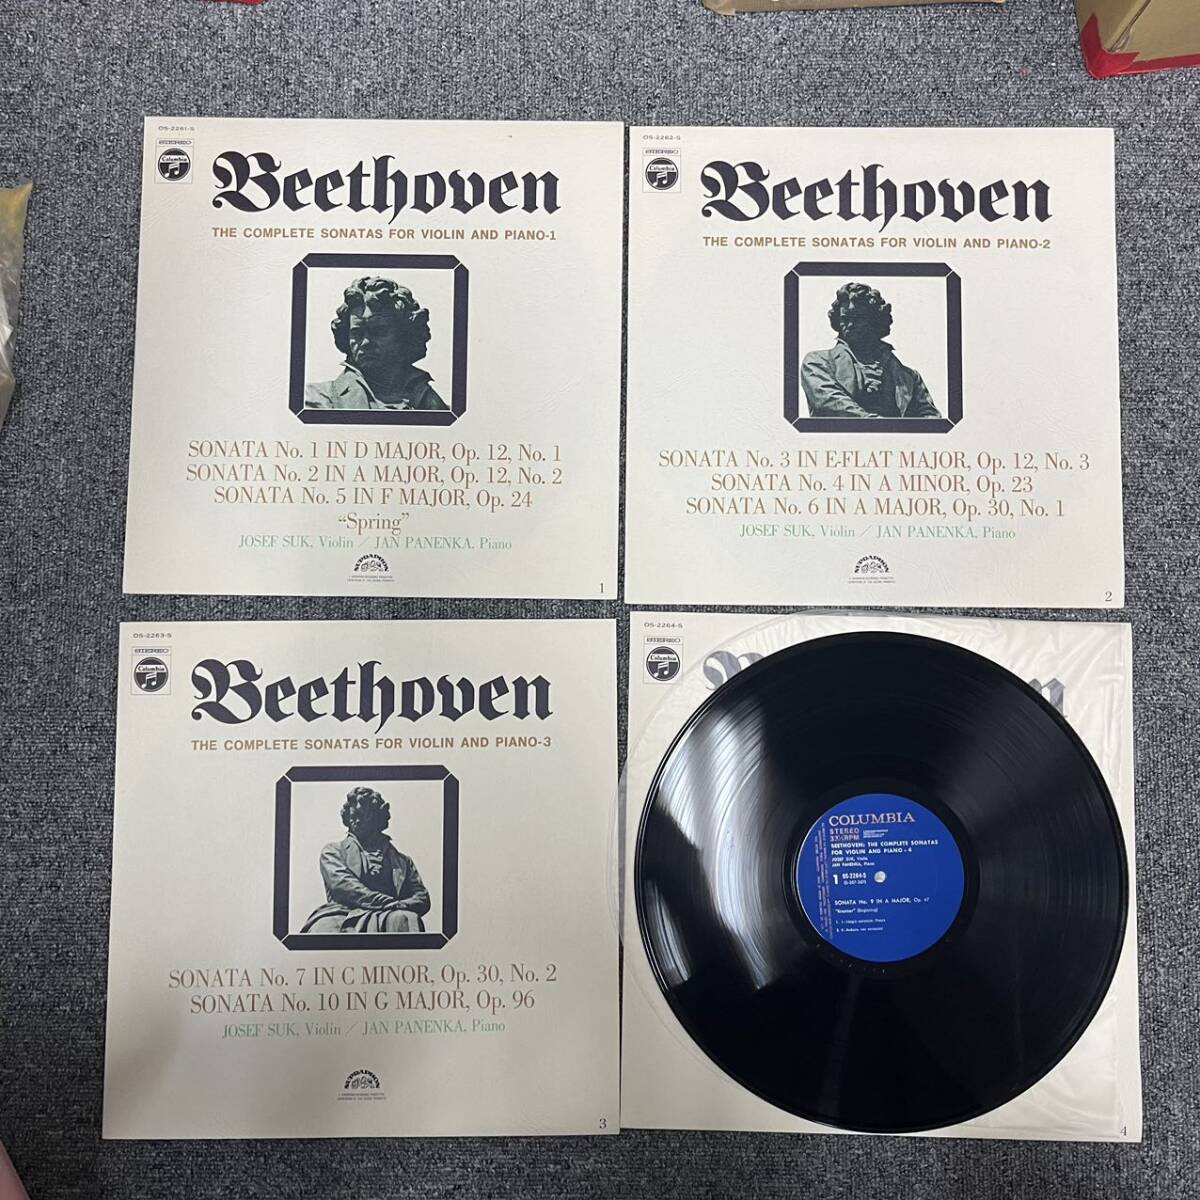 OS-2261-S
STEREO
Columbia
Beethoven
THE COMPLETE SONATAS FOR VIOLIN AND PIANO-1
SONATA No. 1 IN D MAJOR, Op. 12, No. 1
SONATA No. 2 IN A MAJOR, Op. 12, No. 2
SONATA No. 5 IN F MAJOR, Op. 24
“Spring”
JOSEF SUK, Violin / JAN PANENKA, Piano
SUPRAPHON
1
OS-2262-S
STEREO
Columbia
Beethoven
THE COMPLETE SONATAS FOR VIOLIN AND PIANO-2
SONATA No. 3 IN E-FLAT MAJOR, Op. 12, No. 3
SONATA No. 4 IN A MINOR, Op. 23
SONATA No. 6 IN A MAJOR, Op. 30, No. 1
JOSEF SUK, Violin / JAN PANENKA, Piano
SUPRAPHON
2
OS-2263-S
STEREO
Columbia
Beethoven
THE COMPLETE SONATAS FOR VIOLIN AND PIANO-3
SONATA No. 7 IN C MINOR, Op. 30, No. 2
SONATA No. 10 IN G MAJOR, Op. 96
JOSEF SUK, Violin / JAN PANENKA, Piano
SUPRAPHON
3
OS-2264-S
STEREO
Columbia
COLUMBIA
STEREO
33⅓RPM
BEETHOVEN: THE COMPLETE SONATAS
FOR VIOLIN AND PIANO-4
JOSEF SUK, Violin
JAN PANENKA, Piano
1 OS-2264-S
SONATA No. 9 IN A MAJOR, Op. 47
"Kreutzer" (Beginning)
4